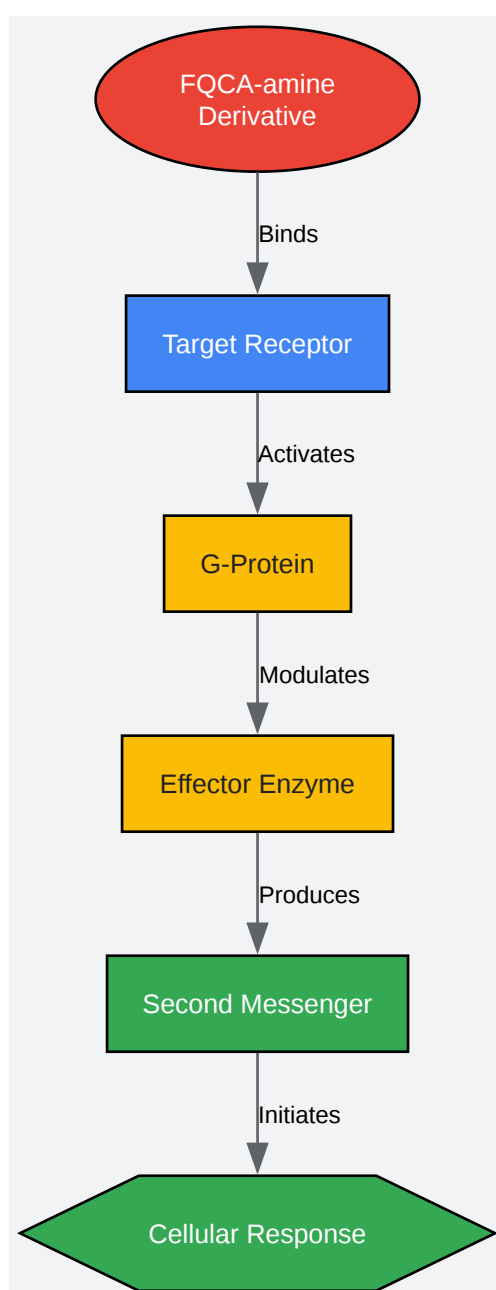 FQCA-amine
Derivative
Binds
Target Receptor
Activates
G-Protein
Modulates
Effector Enzyme
Produces
Second Messenger
Initiates
Cellular Response